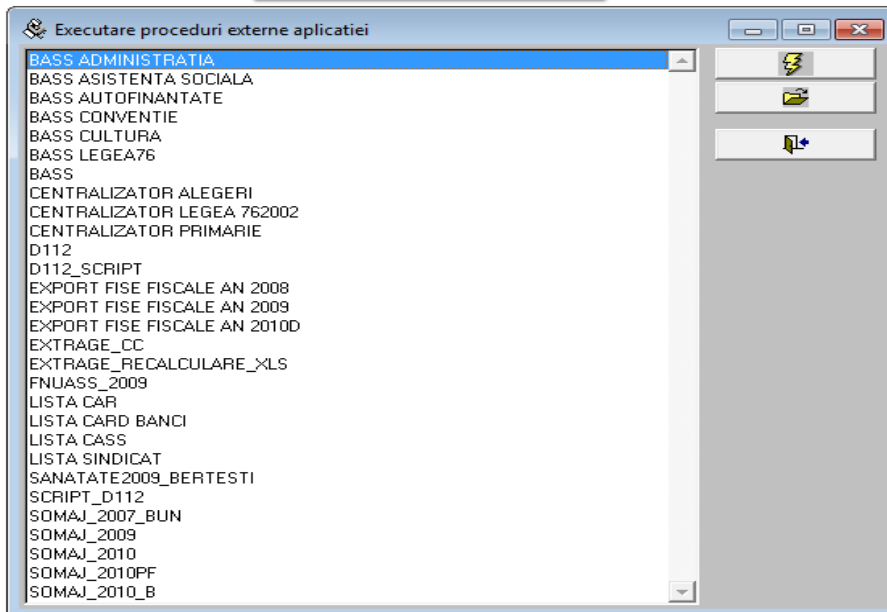 Executare proceduri externe aplicatiei
BASS ADMINISTRATIA
BASS ASISTENTA SOCIALA
BASS AUTOFINANTATE
BASS CONVENTIE
BASS CULTURA
BASS LEGEA76
BASS
CENTRALIZATOR ALEGERI
CENTRALIZATOR LEGEA 762002
CENTRALIZATOR PRIMARIE
D112
D112_SCRIPT
EXPORT FISE FISCALE AN 2008
EXPORT FISE FISCALE AN 2009
EXPORT FISE FISCALE AN 2010D
EXTRAGE_CC
EXTRAGE_RECALCULARE_XLS
FNUASS_2009
LISTA CAR
LISTA CARD BANCI
LISTA CASS
LISTA SINDICAT
SANATATE2009_BERTESTI
SCRIPT_D112
SOMAJ_2007_BUN
SOMAJ_2009
SOMAJ_2010
SOMAJ_2010PF
SOMAJ_2010_B